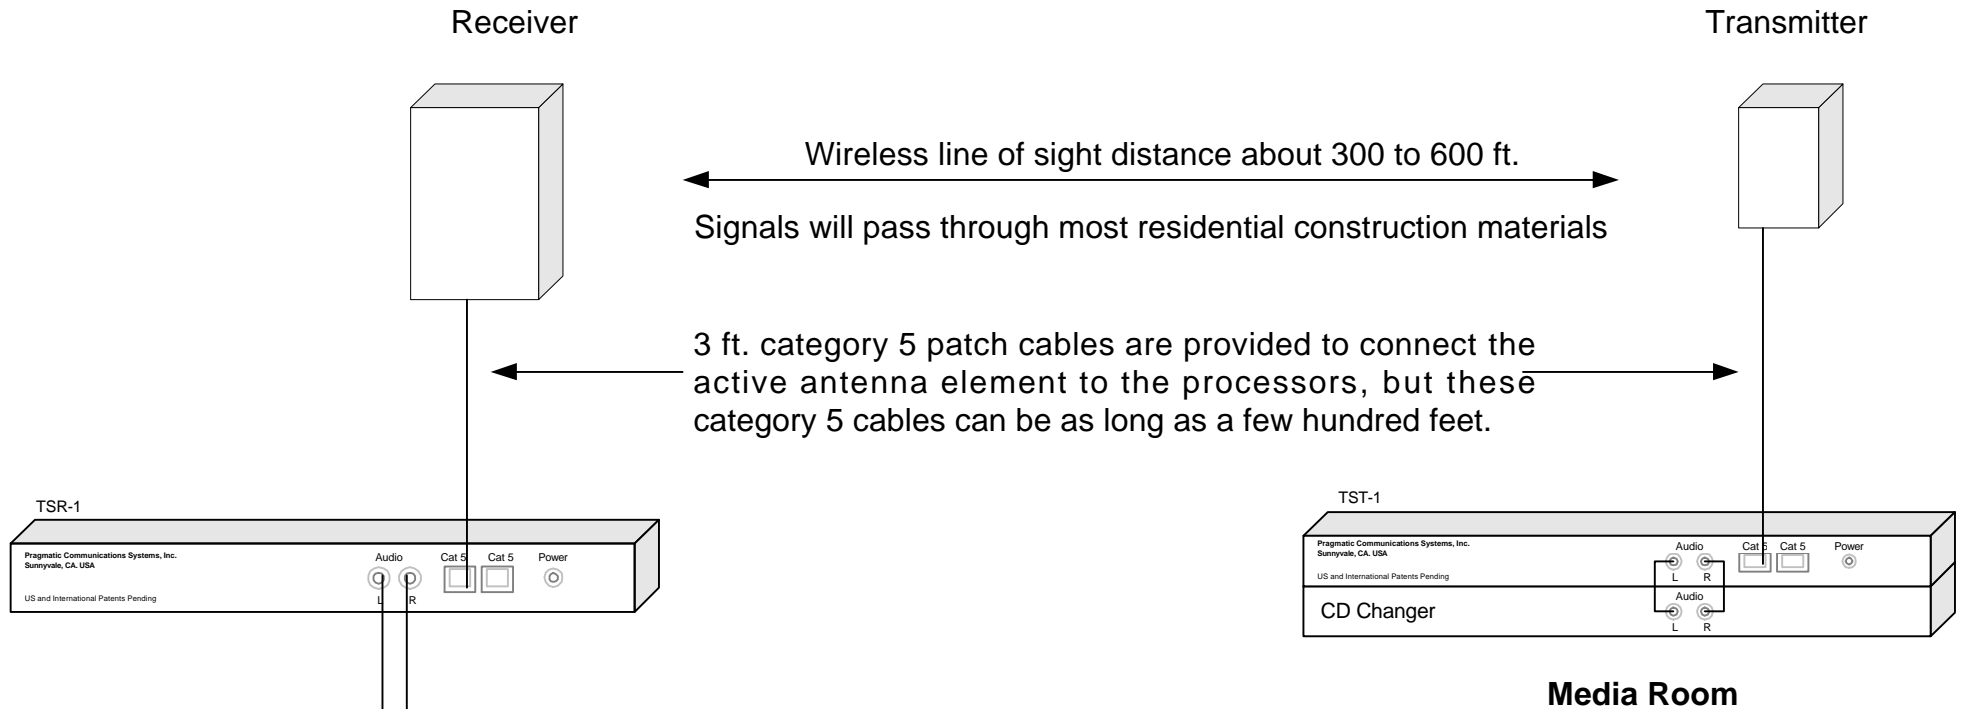 Receiver
Transmitter
Wireless line of sight distance about 300 to 600 ft.
Signals will pass through most residential construction materials
3 ft. category 5 patch cables are provided to connect the
active antenna element to the processors, but these
category 5 cables can be as long as a few hundred feet.
TSR-1
Pragmatic Communications Systems, Inc.
Sunnyvale, CA. USA
US and International Patents Pending
Audio
L
R
Cat 5
Cat 5
Power
TST-1
Pragmatic Communications Systems, Inc.
Sunnyvale, CA. USA
US and International Patents Pending
Audio
L
R
Cat 5
Cat 5
Power
CD Changer
Audio
L
R
Media Room